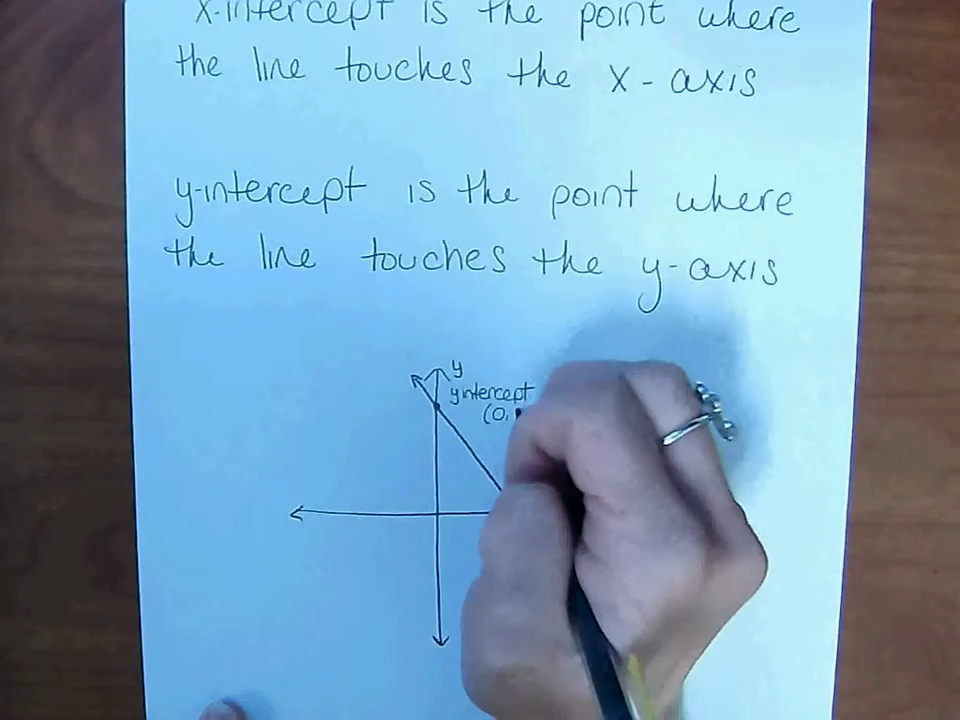 x-intercept is the point where
the line touches the x-axis
y-intercept is the point where
the line touches the y-axis
y
y intercept
(0,